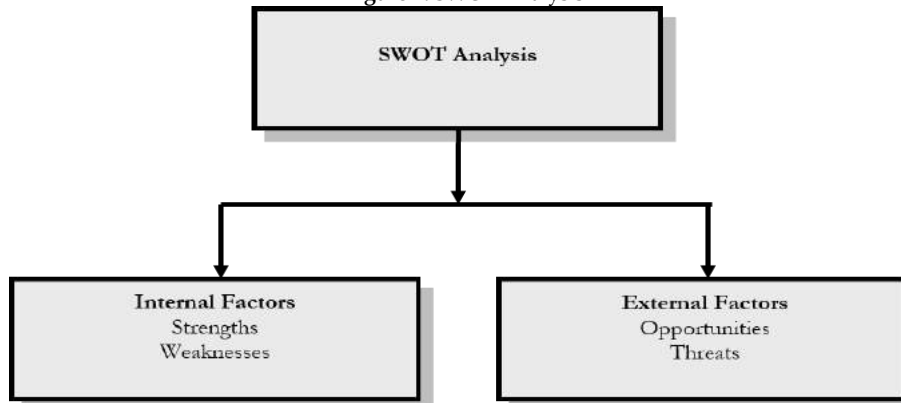 SWOT Analysis
Internal Factors
Strengths
Weaknesses
External Factors
Opportunities
Threats